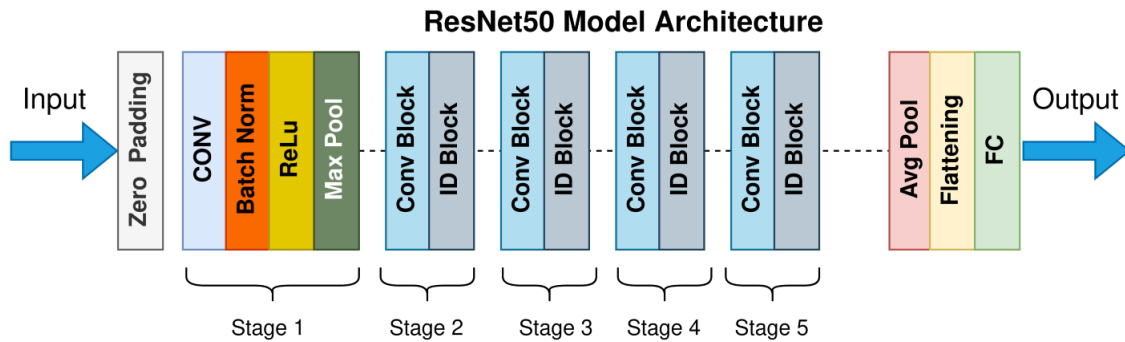 ResNet50 Model Architecture
Input
Zero Padding
CONV
Batch Norm
ReLu
Max Pool
Conv Block
ID Block
Conv Block
ID Block
Conv Block
ID Block
Conv Block
ID Block
Avg Pool
Flattening
FC
Output
Stage 1
Stage 2
Stage 3
Stage 4
Stage 5